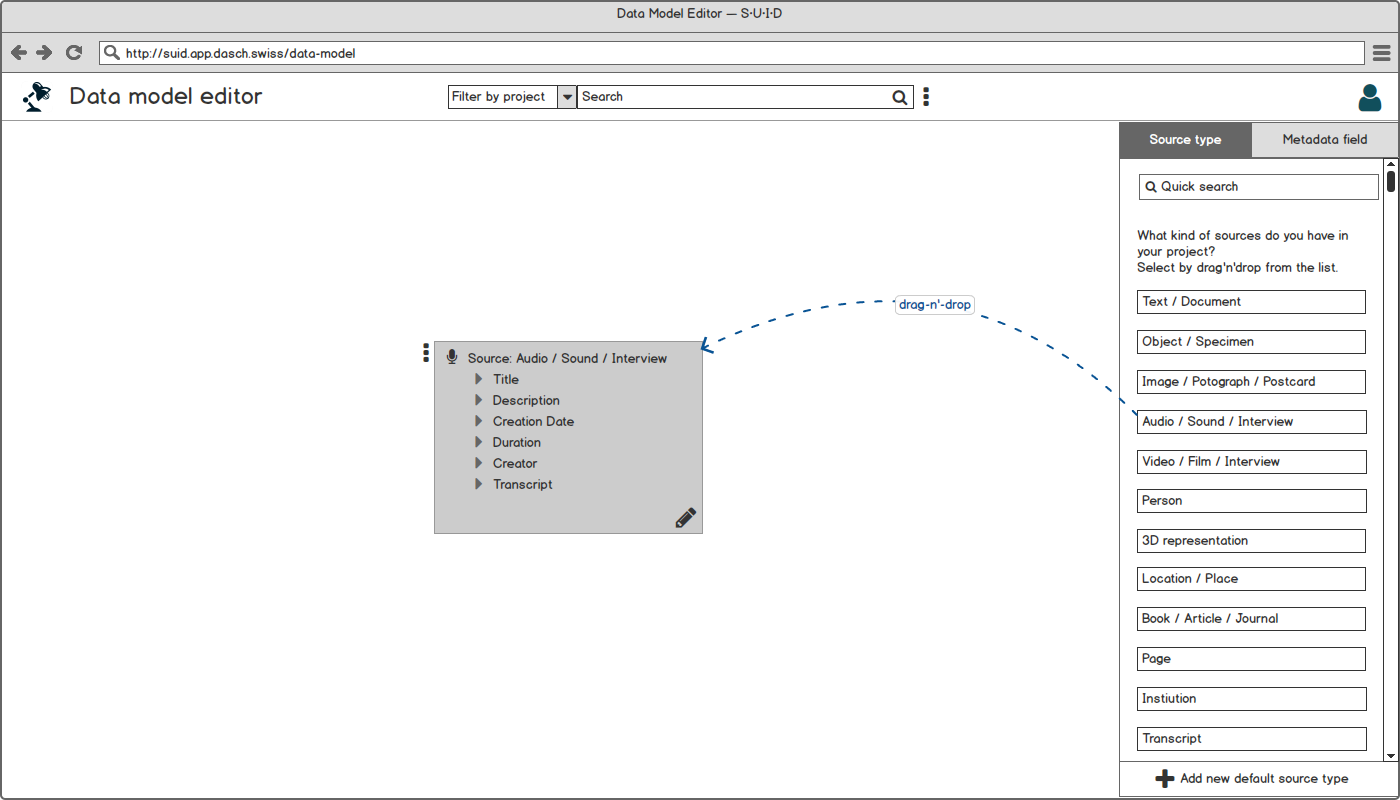 Data Model Editor — S·U·I·D
http://suid.app.dasch.swiss/data-model
Data model editor
Filter by project
Search
Source type
Metadata field
Quick search
What kind of sources do you have in
your project?
Select by drag'n'drop from the list.
Text / Document
Object / Specimen
Image / Potograph / Postcard
Audio / Sound / Interview
Video / Film / Interview
Person
3D representation
Location / Place
Book / Article / Journal
Page
Instiution
Transcript
Add new default source type
drag-n'-drop
Source: Audio / Sound / Interview
Title
Description
Creation Date
Duration
Creator
Transcript